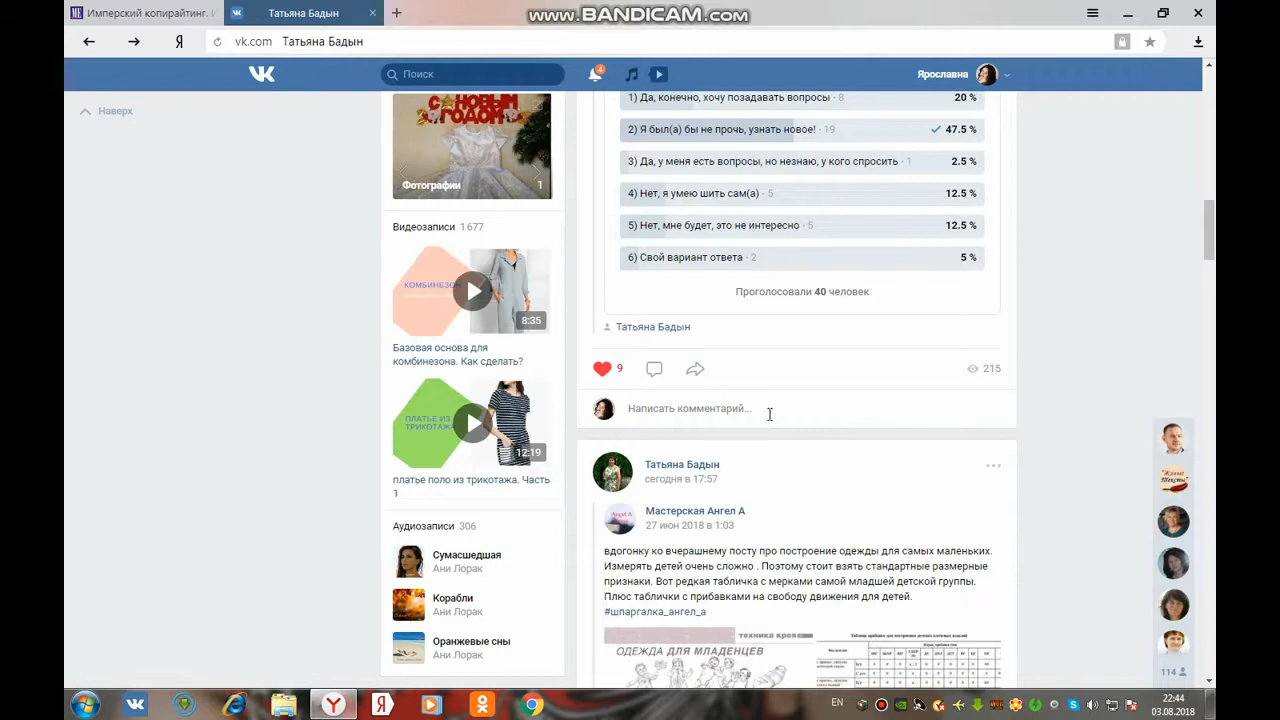 Имперский копирайтинг. И
Татьяна Бадын
www.BANDICAM.com
vk.com Татьяна Бадын
Поиск
4
Ярославна
Наверх
С НОВЫМ
ГОДОМ
Фотографии 1
Видеозаписи 1 677
КОМБИНЕЗОН
8:35
Базовая основа для
комбинезона. Как сделать?
ПЛАТЬЕ ИЗ
ТРИКОТАЖА.
12:19
платье поло из трикотажа. Часть
1
Аудиозаписи 306
Сумасшедшая
Ани Лорак
Корабли
Ани Лорак
Оранжевые сны
Ани Лорак
1) Да, конечно, хочу позадавать вопросы · 8 20 %
2) Я был(а) бы не прочь, узнать новое! · 19 47.5 %
3) Да, у меня есть вопросы, но незнаю, у кого спросить · 1 2.5 %
4) Нет, я умею шить сам(а) · 5 12.5 %
5) Нет, мне будет, это не интересно · 5 12.5 %
6) Свой вариант ответа · 2 5 %
Проголосовали 40 человек
Татьяна Бадын
9
215
Написать комментарий...
Татьяна Бадын
сегодня в 17:57
Мастерская Ангел А
27 июн 2018 в 1:03
вдогонку ко вчерашнему посту про построение одежды для самых маленьких.
Измерять детей очень сложно . Поэтому стоит взять стандартные размерные
признаки. Вот редкая табличка с мерками самой младшей детской группы.
Плюс таблички с прибавками на свободу движения для детей.
#шпаргалка_ангел_а
ОДЕЖДА ДЛЯ МЛАДЕНЦЕВ
"Живые
Тексты"
114
EN
22:44
03.08.2018